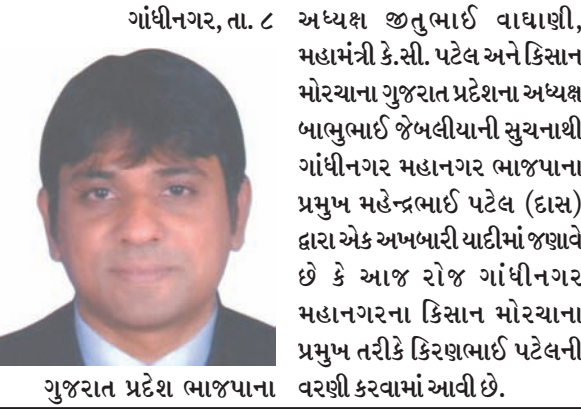 ગાંધીનગર, તા. ૮
ગુજરાત પ્રદેશ ભાજપાના
અધ્યક્ષ જીતુભાઈ વાઘાણી,
મહામંત્રી કે.સી. પટેલ અને કિસાન
મોરચાના ગુજરાત પ્રદેશના અધ્યક્ષ
બાભુભાઈ જેબલીયાની સુચનાથી
ગાંધીનગર મહાનગર ભાજપાના
પ્રમુખ મહેન્દ્રભાઈ પટેલ (દાસ)
દ્વારા એક અખબારી યાદીમાં જણાવે
છે કે આજ રોજ ગાંધીનગર
મહાનગરના કિસાન મોરચાના
પ્રમુખ તરીકે કિરણભાઈ પટેલની
વરણી કરવામાં આવી છે.